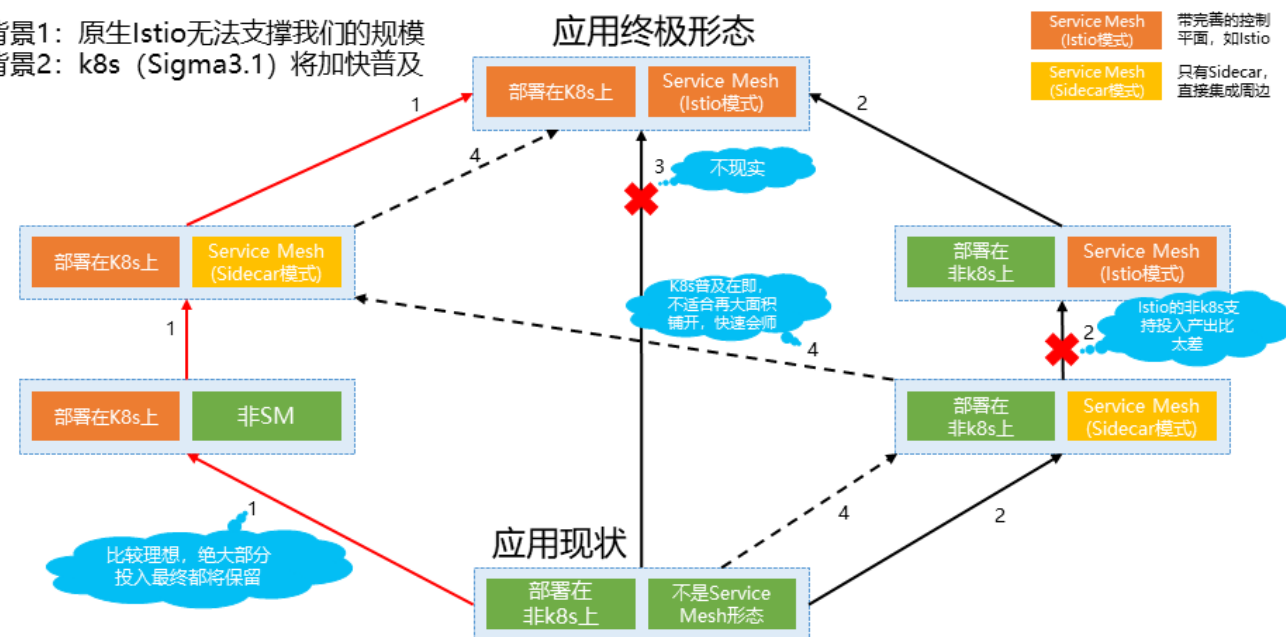 背景1：原生Istio无法支撑我们的规模
背景2：k8s（Sigma3.1）将加快普及
应用终极形态
Service Mesh
(Istio模式)
带完善的控制
平面，如Istio
Service Mesh
(Sidecar模式)
只有Sidecar，
直接集成周边
部署在K8s上
Service Mesh
(Istio模式)
1
4
3
不现实
2
部署在K8s上
Service Mesh
(Sidecar模式)
部署在
非k8s上
Service Mesh
(Istio模式)
K8s普及在即，
不适合再大面积
铺开，快速会师
Istio的非k8s支
持投入产出比
太差
1
4
2
部署在K8s上
非SM
部署在
非k8s上
Service Mesh
(Sidecar模式)
1
4
2
比较理想，绝大部分
投入最终都将保留
应用现状
部署在
非k8s上
不是Service
Mesh形态